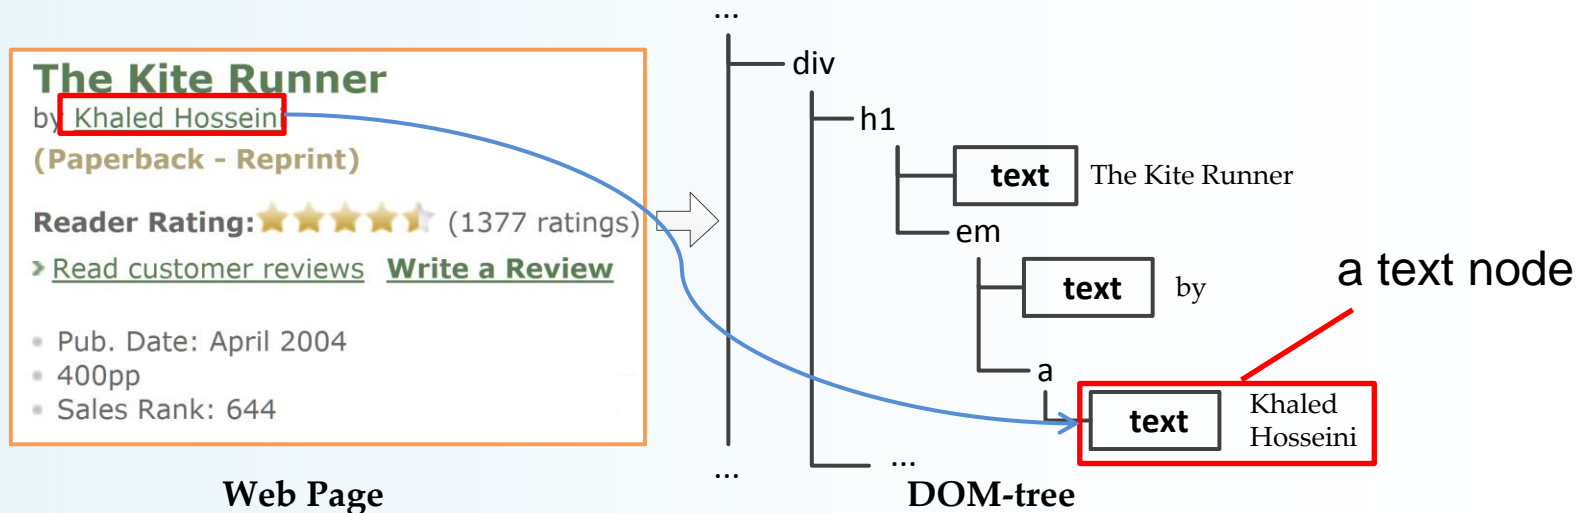 The Kite Runner
by Khaled Hosseini
(Paperback - Reprint)
Reader Rating: (1377 ratings)
Read customer reviews Write a Review
Pub. Date: April 2004
400pp
Sales Rank: 644
Web Page
...
div
h1
text The Kite Runner
em
text by
a
text Khaled
Hosseini
a text node
...
...
DOM-tree